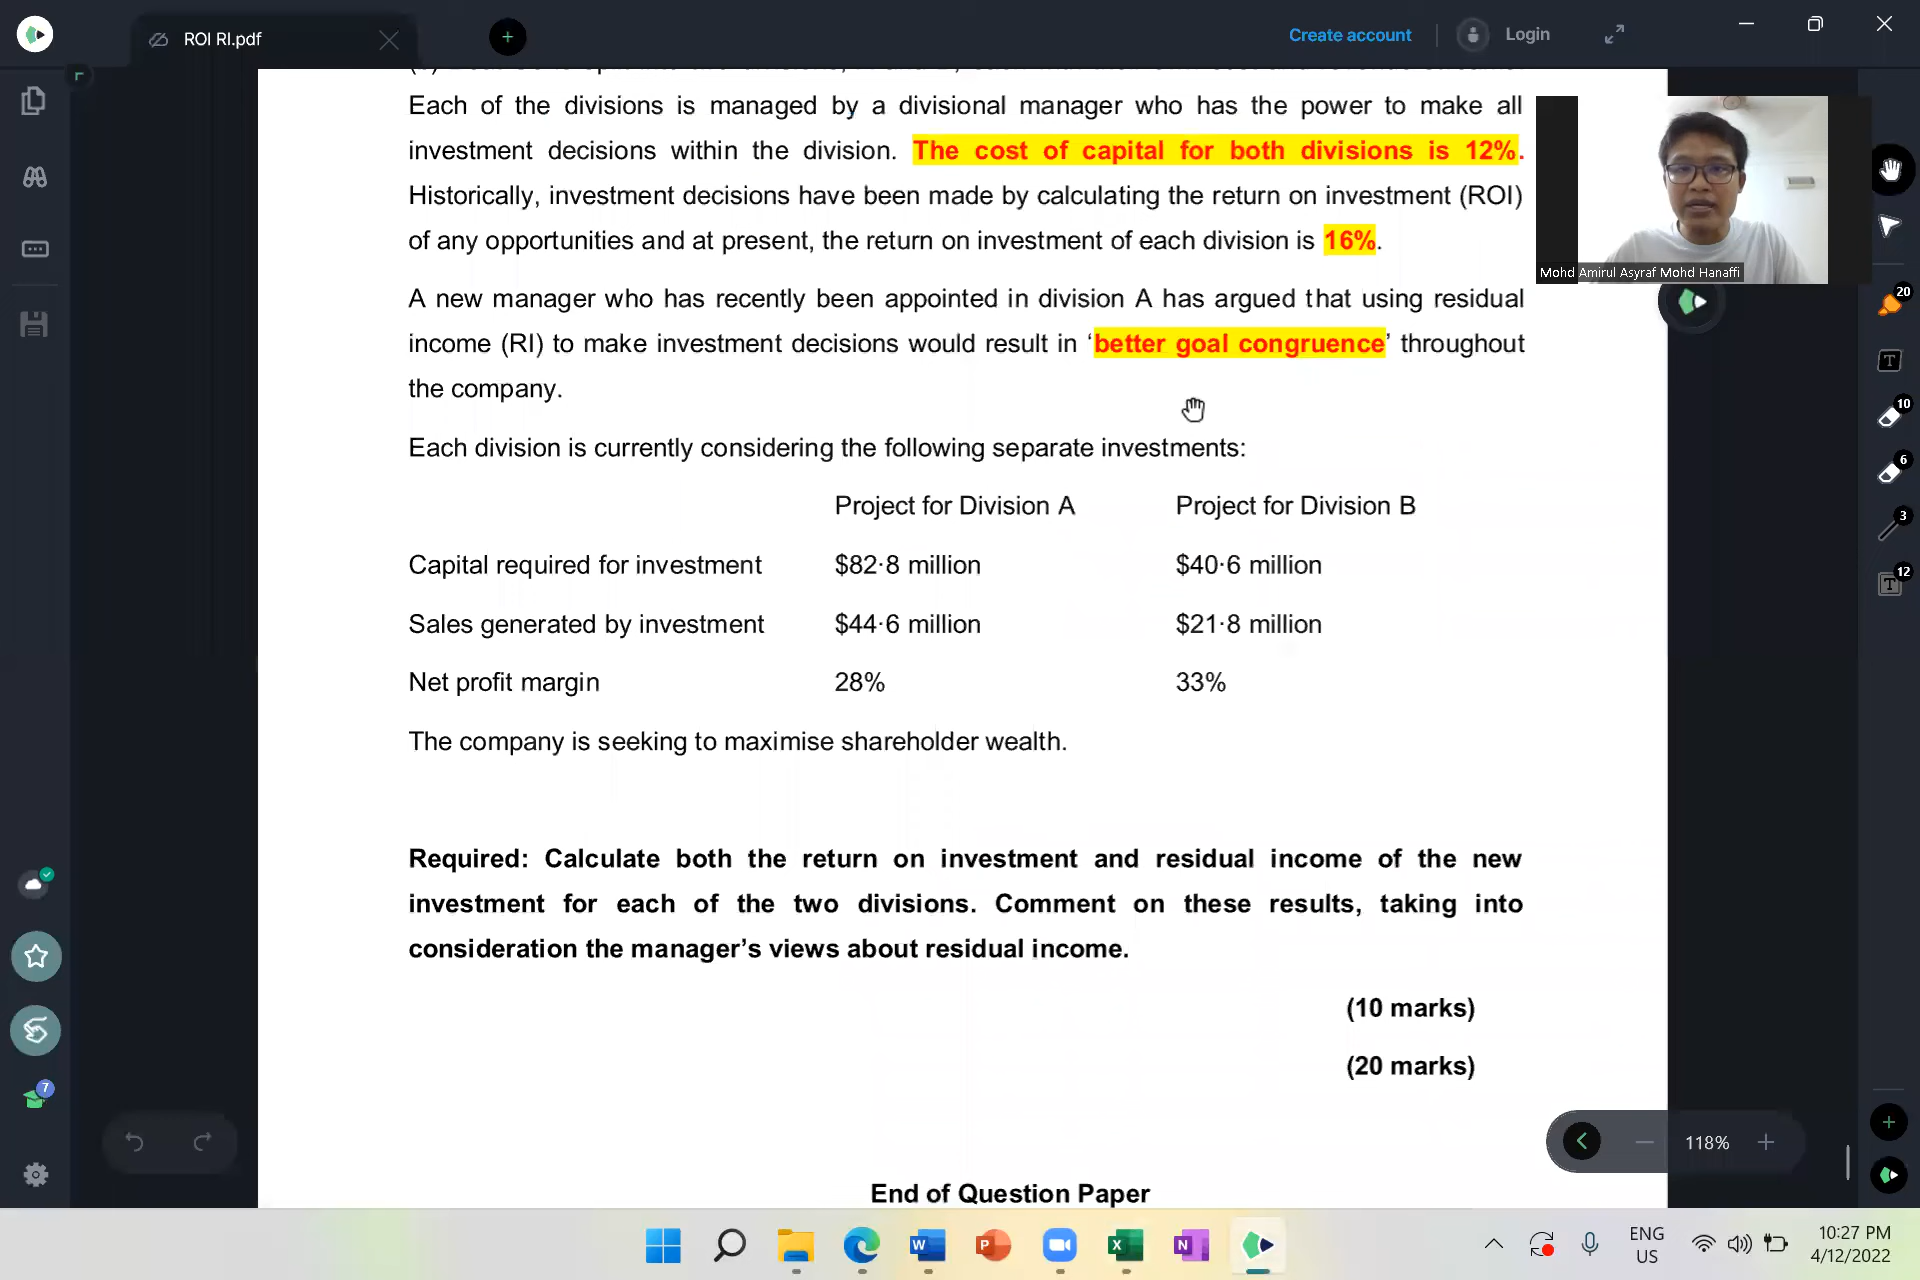 ROI RI.pdf
Create account
Login
Each of the divisions is managed by a divisional manager who has the power to make all
investment decisions within the division. The cost of capital for both divisions is 12%.
Historically, investment decisions have been made by calculating the return on investment (ROI)
of any opportunities and at present, the return on investment of each division is 16%.
Mohd Amirul Asyraf Mohd Hanaffi
A new manager who has recently been appointed in division A has argued that using residual
income (RI) to make investment decisions would result in ‘better goal congruence’ throughout
the company.
Each division is currently considering the following separate investments:
Project for Division A Project for Division B
Capital required for investment $82·8 million $40·6 million
Sales generated by investment $44·6 million $21·8 million
Net profit margin 28% 33%
The company is seeking to maximise shareholder wealth.
Required: Calculate both the return on investment and residual income of the new
investment for each of the two divisions. Comment on these results, taking into
consideration the manager’s views about residual income.
(10 marks)
(20 marks)
End of Question Paper
20
T
10
6
3
12
T
7
118%
W
P
X
N
ENG
US
10:27 PM
4/12/2022